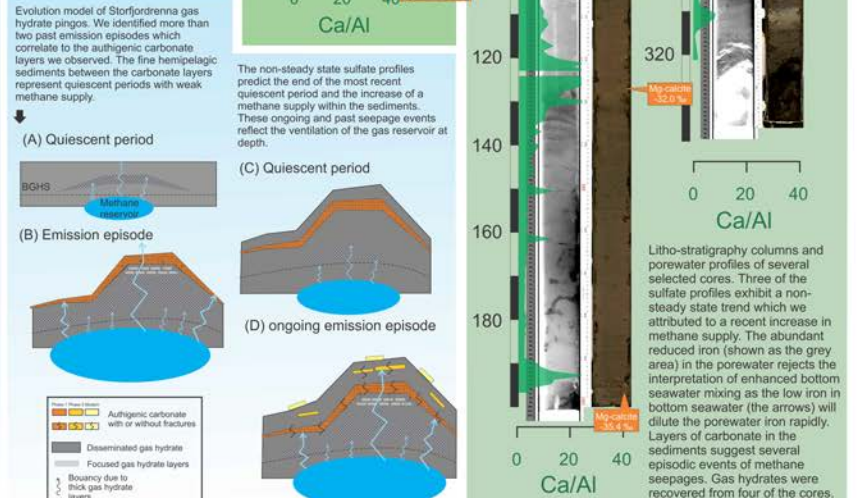 Evolution model of Storfjordrenna gas
hydrate pingos. We identified more than
two past emission episodes which
correlate to the authigenic carbonate
layers we observed. The fine hemipelagic
sediments between the carbonate layers
represent quiescent periods with weak
methane supply.
(A) Quiescent period
BGHS
Methane
reservoir
(B) Emission episode
Authigenic carbonate
with or without fractures
Disseminated gas hydrate
Focused gas hydrate layers
Bouancy due to
thick gas hydrate
layers
0 20 40
Ca/Al
The non-steady state sulfate profiles
predict the end of the most recent
quiescent period and the increase of a
methane supply within the sediments.
These ongoing and past seepage events
reflect the ventilation of the gas reservoir at
depth.
(C) Quiescent period
(D) ongoing emission episode
120
140
160
180
Mg-calcite
-32.0 ‰
Mg-calcite
-35.4 ‰
0 20 40
Ca/Al
320
0 20 40
Ca/Al
Litho-stratigraphy columns and
porewater profiles of several
selected cores. Three of the
sulfate profiles exhibit a non-
steady state trend which we
attributed to a recent increase in
methane supply. The abundant
reduced iron (shown as the grey
area) in the porewater rejects the
interpretation of enhanced bottom
seawater mixing as the low iron in
bottom seawater (the arrows) will
dilute the porewater iron rapidly.
Layers of carbonate in the
sediments suggest several
episodic events of methane
seepages. Gas hydrates were
recovered from four of the cores.